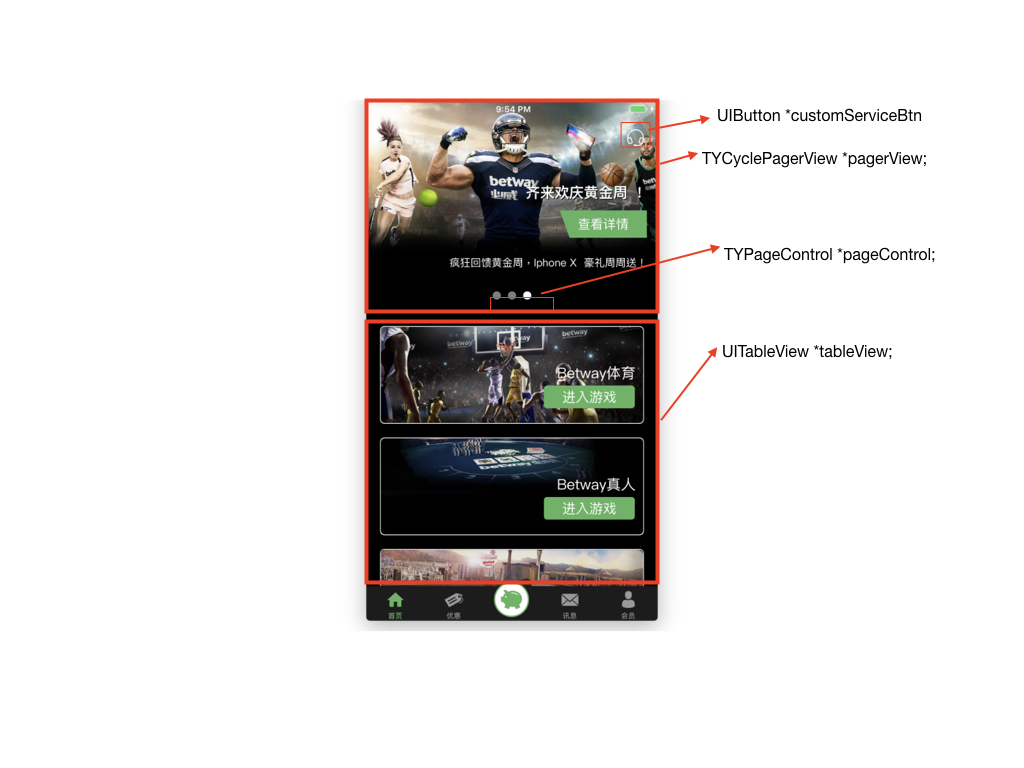 9:54 PM
UIButton *customServiceBtn
TYCyclePagerView *pagerView;
betway
必威
齐来欢庆黄金周 !
查看详情
疯狂回馈黄金周,Iphone X 豪礼周周送!
TYPageControl *pageControl;
UITableView *tableView;
betway
betway
betway
Betway体育
进入游戏
Betway真人
进入游戏
首页
优惠
讯息
会员